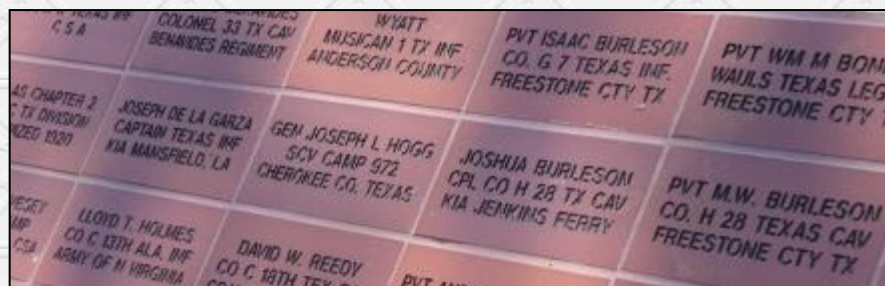 TEXAS INF
C S A
COLONEL 33 TX CAV
BENAVIDES REGIMENT
WYATT
MUSICAN 1 TX INF
ANDERSON COUNTY
PVT ISAAC BURLESON
CO. G 7 TEXAS INF.
FREESTONE CTY TX
PVT WM M
WAULS TEXAS LEG
FREESTONE CTY
CHAPTER 2
TX DIVISION
1920
JOSEPH DE LA GARZA
CAPTAIN TEXAS INF
KIA MANSFIELD, LA
GEN JOSEPH L HOGG
SCV CAMP 972
CHEROKEE CO. TEXAS
JOSHUA BURLESON
CPL CO H 28 TX CAV
KIA JENKINS FERRY
PVT M.W. BURLESON
CO. H 28 TEXAS CAV
FREESTONE CTY TX
CSA
LLOYD T. HOLMES
CO C 13TH ALA. INF
ARMY OF N VIRGINIA
DAVID W. REEDY
CO C 18TH TEX
PVT